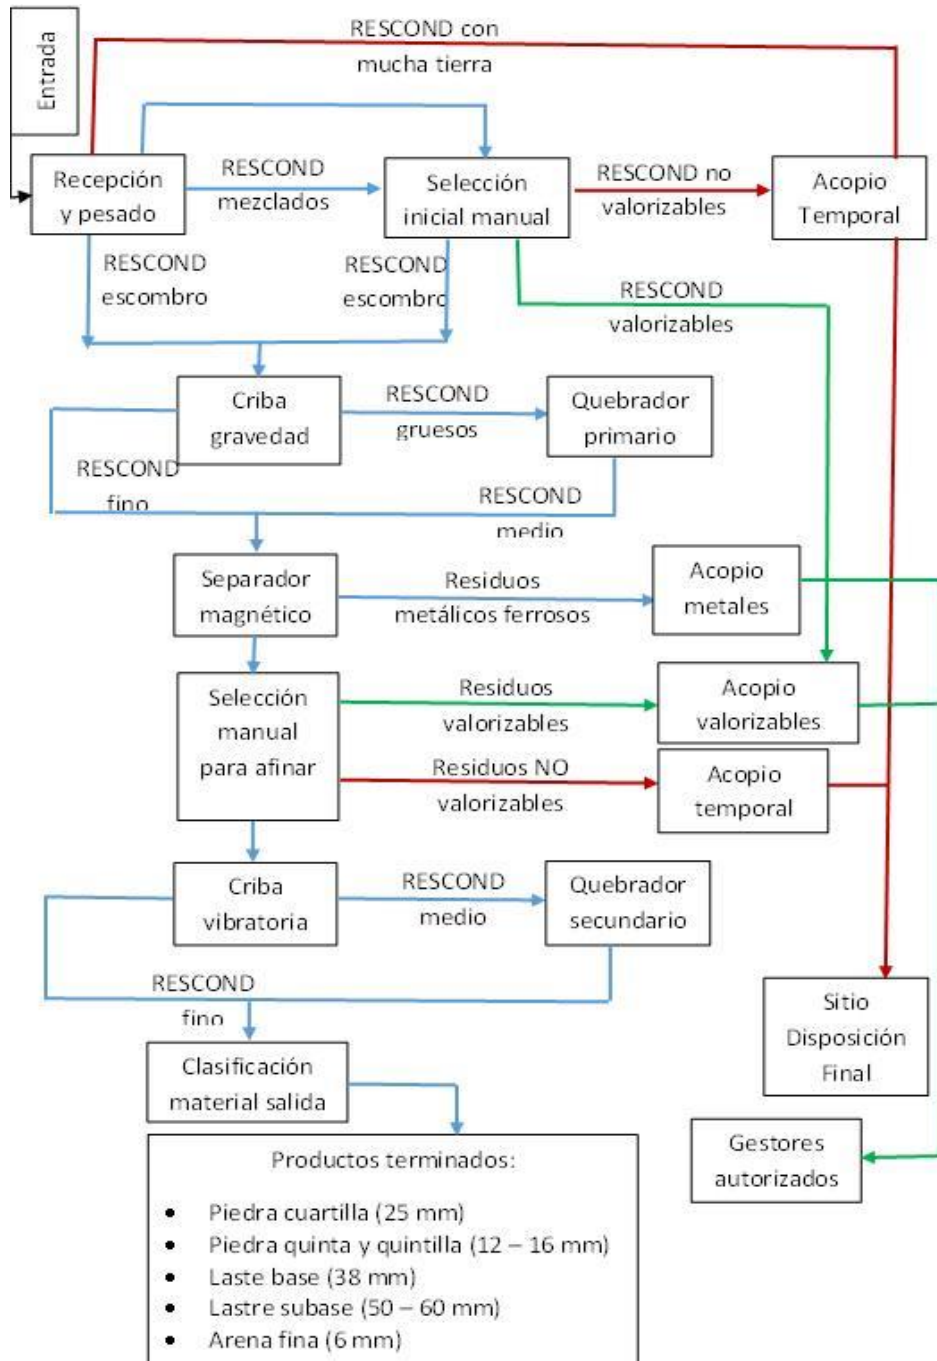 Entrada
RESCOND con
mucha tierra
Recepción
y pesado
RESCOND
mezclados
Selección
inicial manual
RESCOND no
valorizables
Acopio
Temporal
RESCOND
escombro
RESCOND
escombro
RESCOND
valorizables
Criba
gravedad
RESCOND
gruesos
Quebrador
primario
RESCOND
fino
RESCOND
medio
Separador
magnético
Residuos
metálicos ferrosos
Acopio
metales
Selección
manual
para afinar
Residuos
valorizables
Acopio
valorizables
Residuos NO
valorizables
Acopio
temporal
Criba
vibratoria
RESCOND
medio
Quebrador
secundario
RESCOND
fino
Sitio
Disposición
Final
Clasificación
material salida
Gestores
autorizados
Productos terminados:
• Piedra cuartilla (25 mm)
• Piedra quinta y quintilla (12 – 16 mm)
• Laste base (38 mm)
• Lastre subase (50 – 60 mm)
• Arena fina (6 mm)